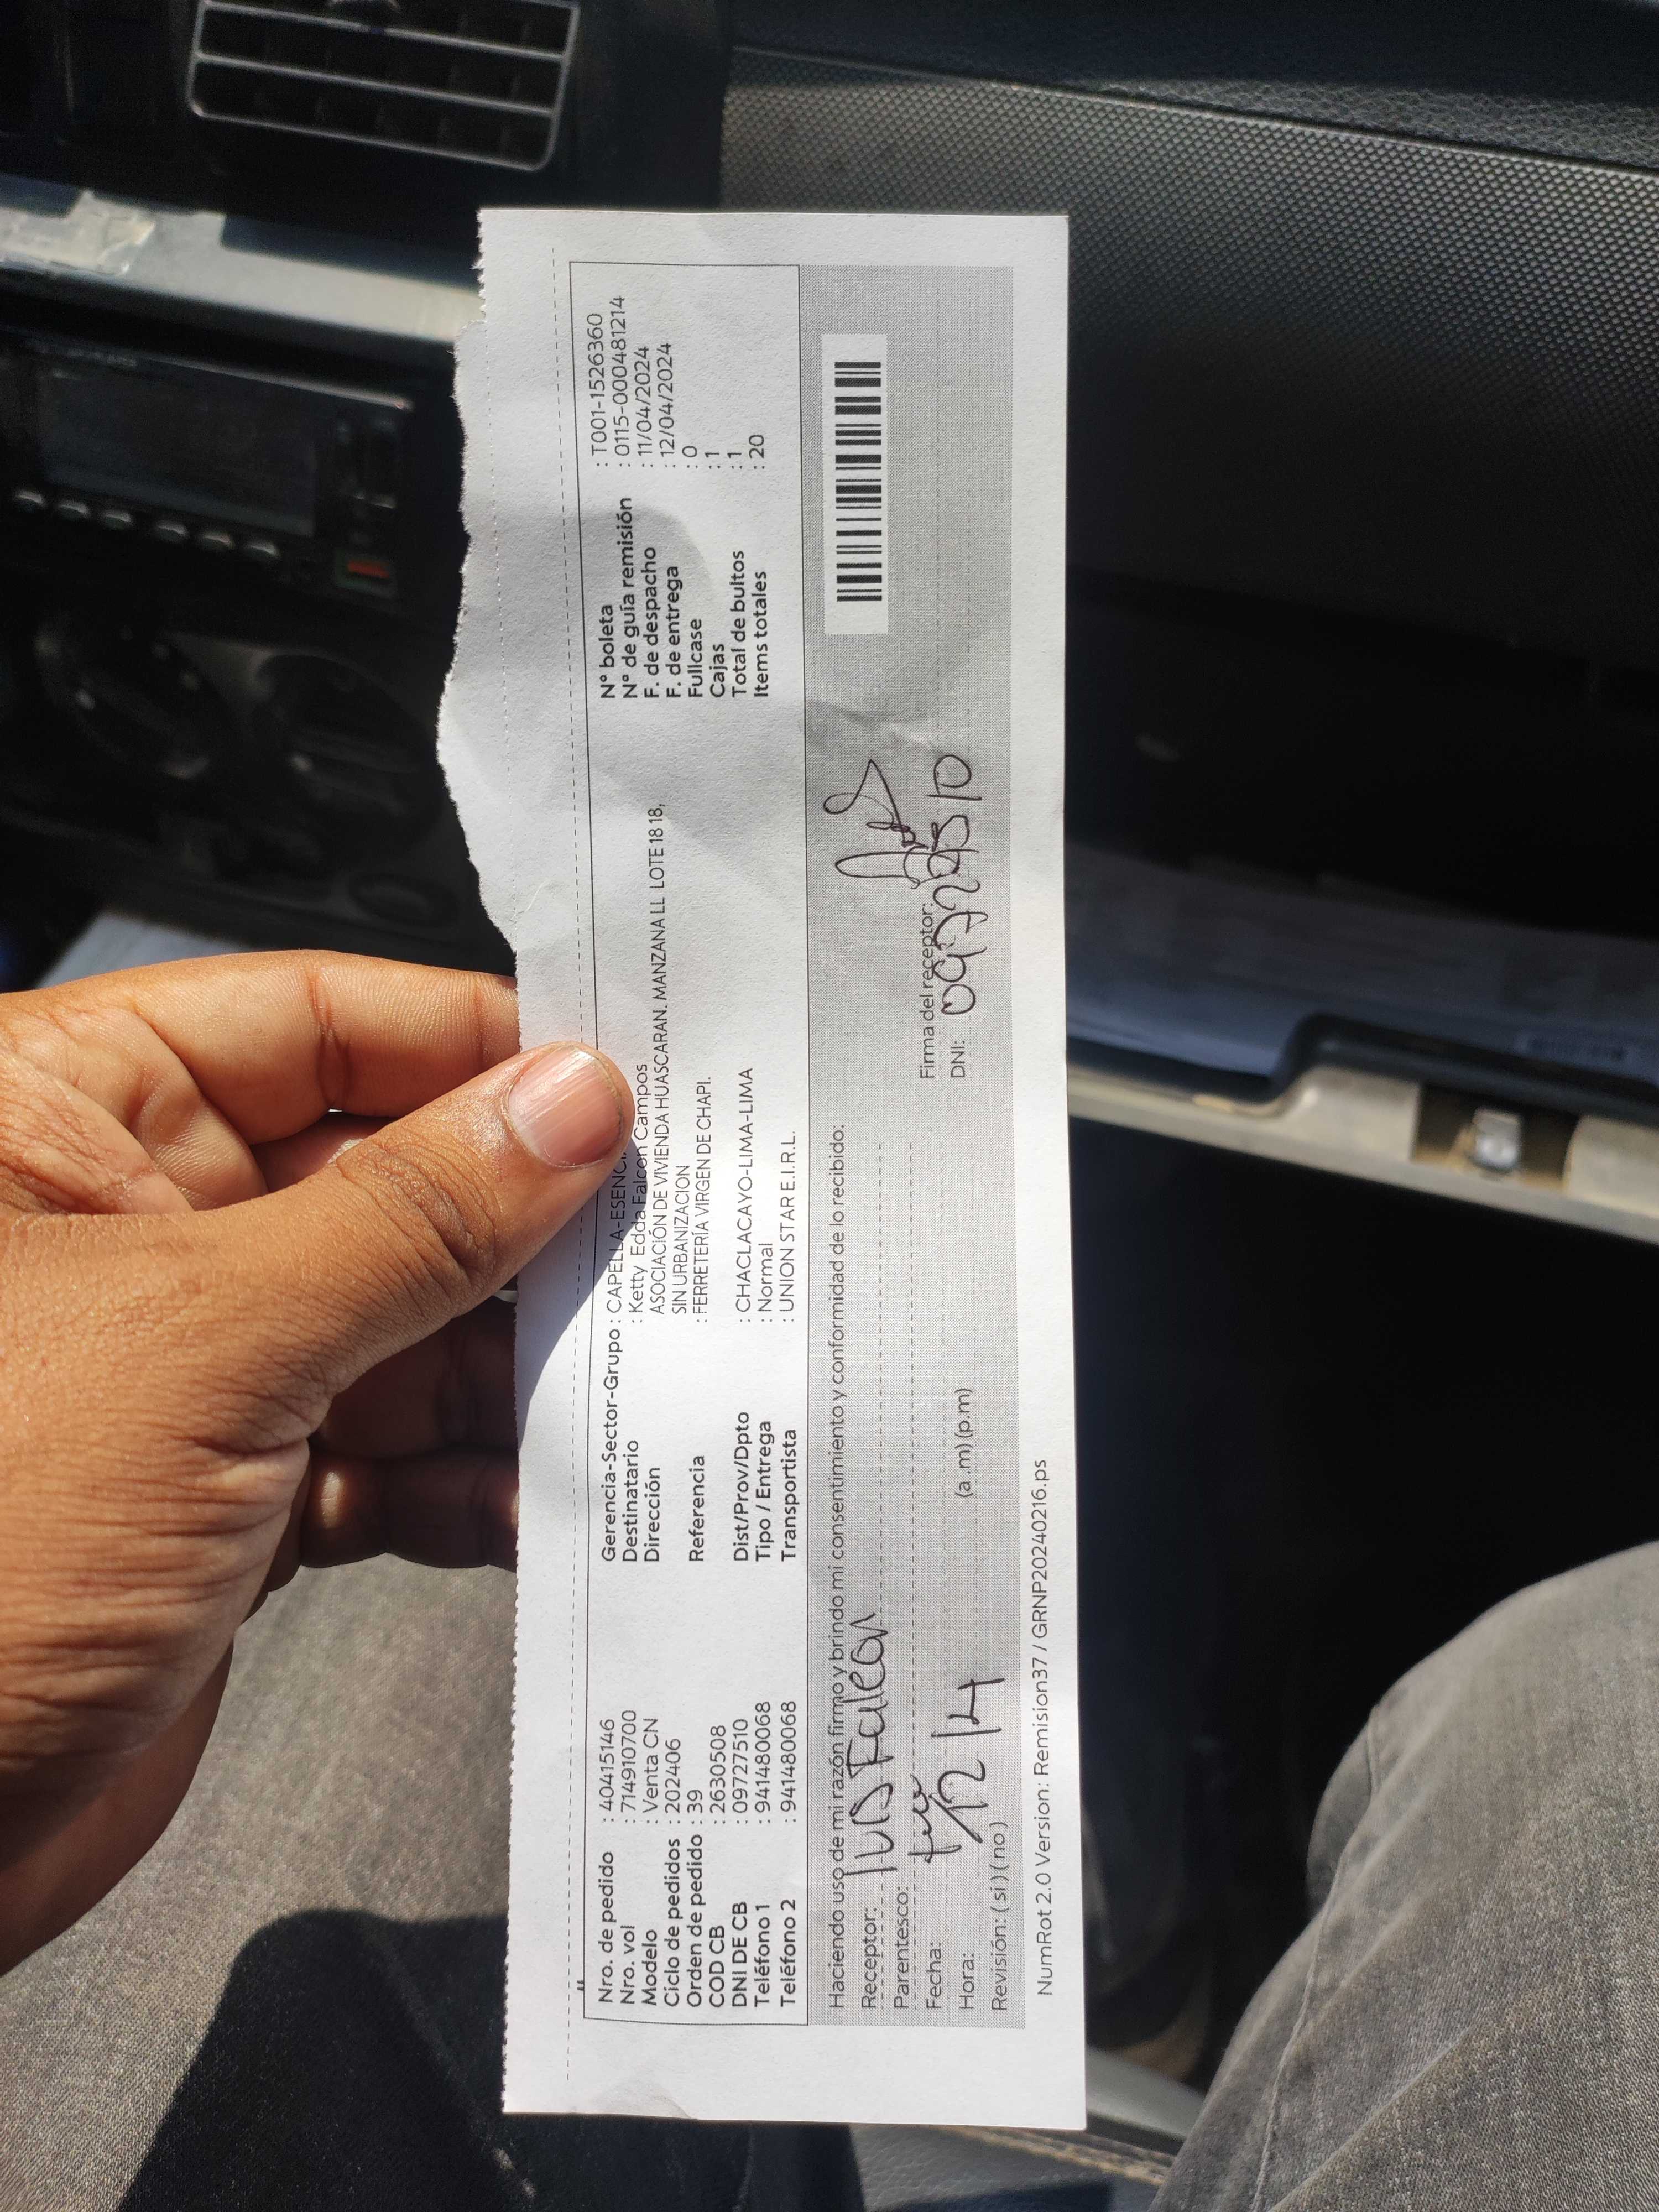 Nro. de pedido : 40415146
Nro. vol : 714910700
Modelo : Venta CN
Ciclo de pedidos : 202406
Orden de pedido : 39
COD CB : 26305508
DNI DE CB : 09727510
Teléfono 1 : 941480068
Teléfono 2 : 941480068
Gerencia-Sector-Grupo : CAPELLA-ESENCI
Destinatario : Ketty Edda Falcon Campos
Dirección ASOCIACIÓN DE VIVIENDA HUASCARAN. MANZANA LL LOTE 18 18,
SIN URBANIZACION
Referencia : FERRETERÍA VIRGEN DE CHAPI.
Dist/Prov/Dpto : CHACLACAYO-LIMA-LIMA
Tipo / Entrega : Normal
Transportista : UNION STAR E.I.R.L.
N° boleta : T001-1526360
N° de guía remisión : 0115-0000481214
F. de despacho : 11/04/2024
F. de entrega : 12/04/2024
Fullcase : 0
Cajas : 1
Total de bultos : 1
Items totales : 20
Haciendo uso de mi razón firmo y brindo mi consentimiento y conformidad de lo recibido:
Receptor: Falcon
Parentesco:
Fecha: 12/4
Hora: (a.m) (p.m)
Revisión: ( si ) ( no )
Firma del receptor:
DNI:
NumRot 2.0 Version: Remision37 / GRNP20240216.ps